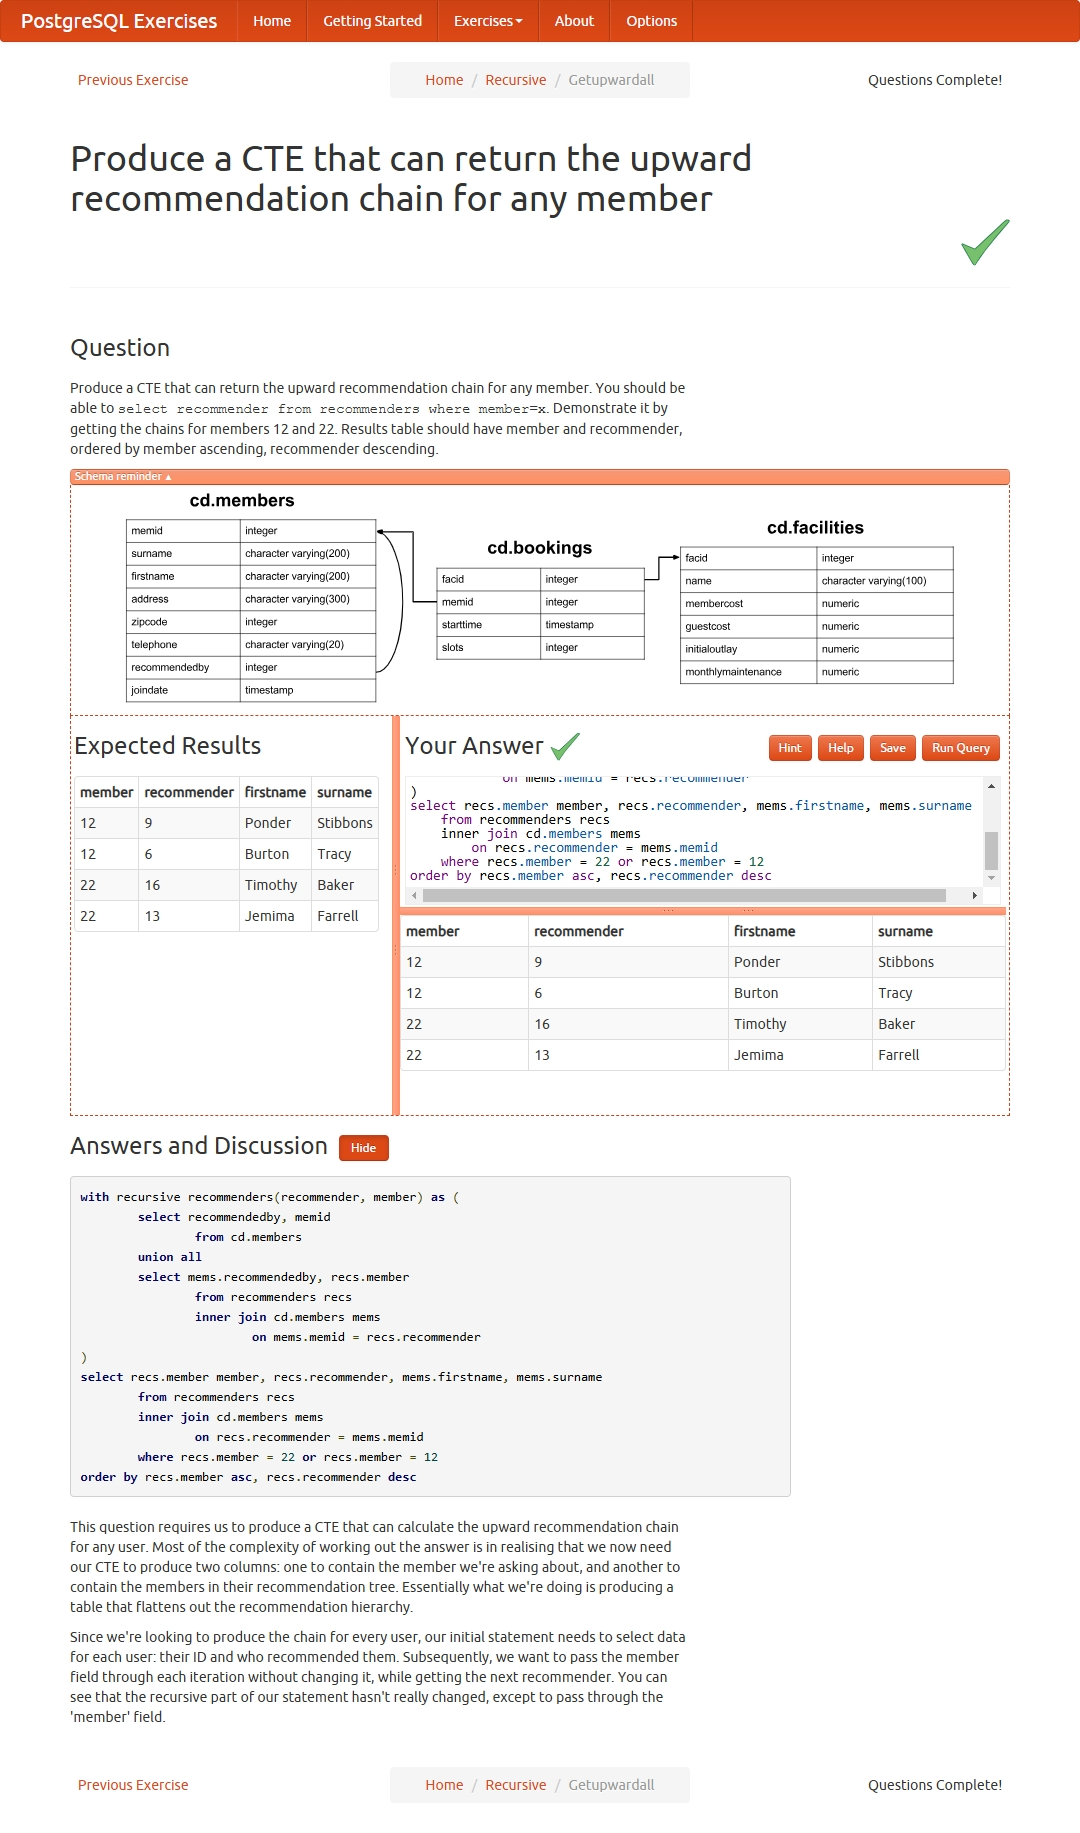 PostgreSQL Exercises Home Getting Started Exercises About Options
Previous Exercise Home / Recursive / Getupwardall Questions Complete!
Produce a CTE that can return the upward
recommendation chain for any member
Question
Produce a CTE that can return the upward recommendation chain for any member. You should be
able to select recommender from recommenders where member=x. Demonstrate it by
getting the chains for members 12 and 22. Results table should have member and recommender,
ordered by member ascending, recommender descending.
Schema reminder
cd.members
memid integer
surname character varying(200)
firstname character varying(200)
address character varying(300)
zipcode integer
telephone character varying(20)
recommendedby integer
joindate timestamp
cd.bookings
facid integer
memid integer
starttime timestamp
slots integer
cd.facilities
facid integer
name character varying(100)
membercost numeric
guestcost numeric
initialoutlay numeric
monthlymaintenance numeric
Expected Results
member recommender firstname surname
12 9 Ponder Stibbons
12 6 Burton Tracy
22 16 Timothy Baker
22 13 Jemima Farrell
Your Answer Hint Help Save Run Query
on mems.memid = recs.recommender
)
select recs.member member, recs.recommender, mems.firstname, mems.surname
from recommenders recs
inner join cd.members mems
on recs.recommender = mems.memid
where recs.member = 22 or recs.member = 12
order by recs.member asc, recs.recommender desc
member recommender firstname surname
12 9 Ponder Stibbons
12 6 Burton Tracy
22 16 Timothy Baker
22 13 Jemima Farrell
Answers and Discussion Hide
with recursive recommenders(recommender, member) as (
select recommendedby, memid
from cd.members
union all
select mems.recommendedby, recs.member
from recommenders recs
inner join cd.members mems
on mems.memid = recs.recommender
)
select recs.member member, recs.recommender, mems.firstname, mems.surname
from recommenders recs
inner join cd.members mems
on recs.recommender = mems.memid
where recs.member = 22 or recs.member = 12
order by recs.member asc, recs.recommender desc
This question requires us to produce a CTE that can calculate the upward recommendation chain
for any user. Most of the complexity of working out the answer is in realising that we now need
our CTE to produce two columns: one to contain the member we're asking about, and another to
contain the members in their recommendation tree. Essentially what we're doing is producing a
table that flattens out the recommendation hierarchy.
Since we're looking to produce the chain for every user, our initial statement needs to select data
for each user: their ID and who recommended them. Subsequently, we want to pass the member
field through each iteration without changing it, while getting the next recommender. You can
see that the recursive part of our statement hasn't really changed, except to pass through the
'member' field.
Previous Exercise Home / Recursive / Getupwardall Questions Complete!